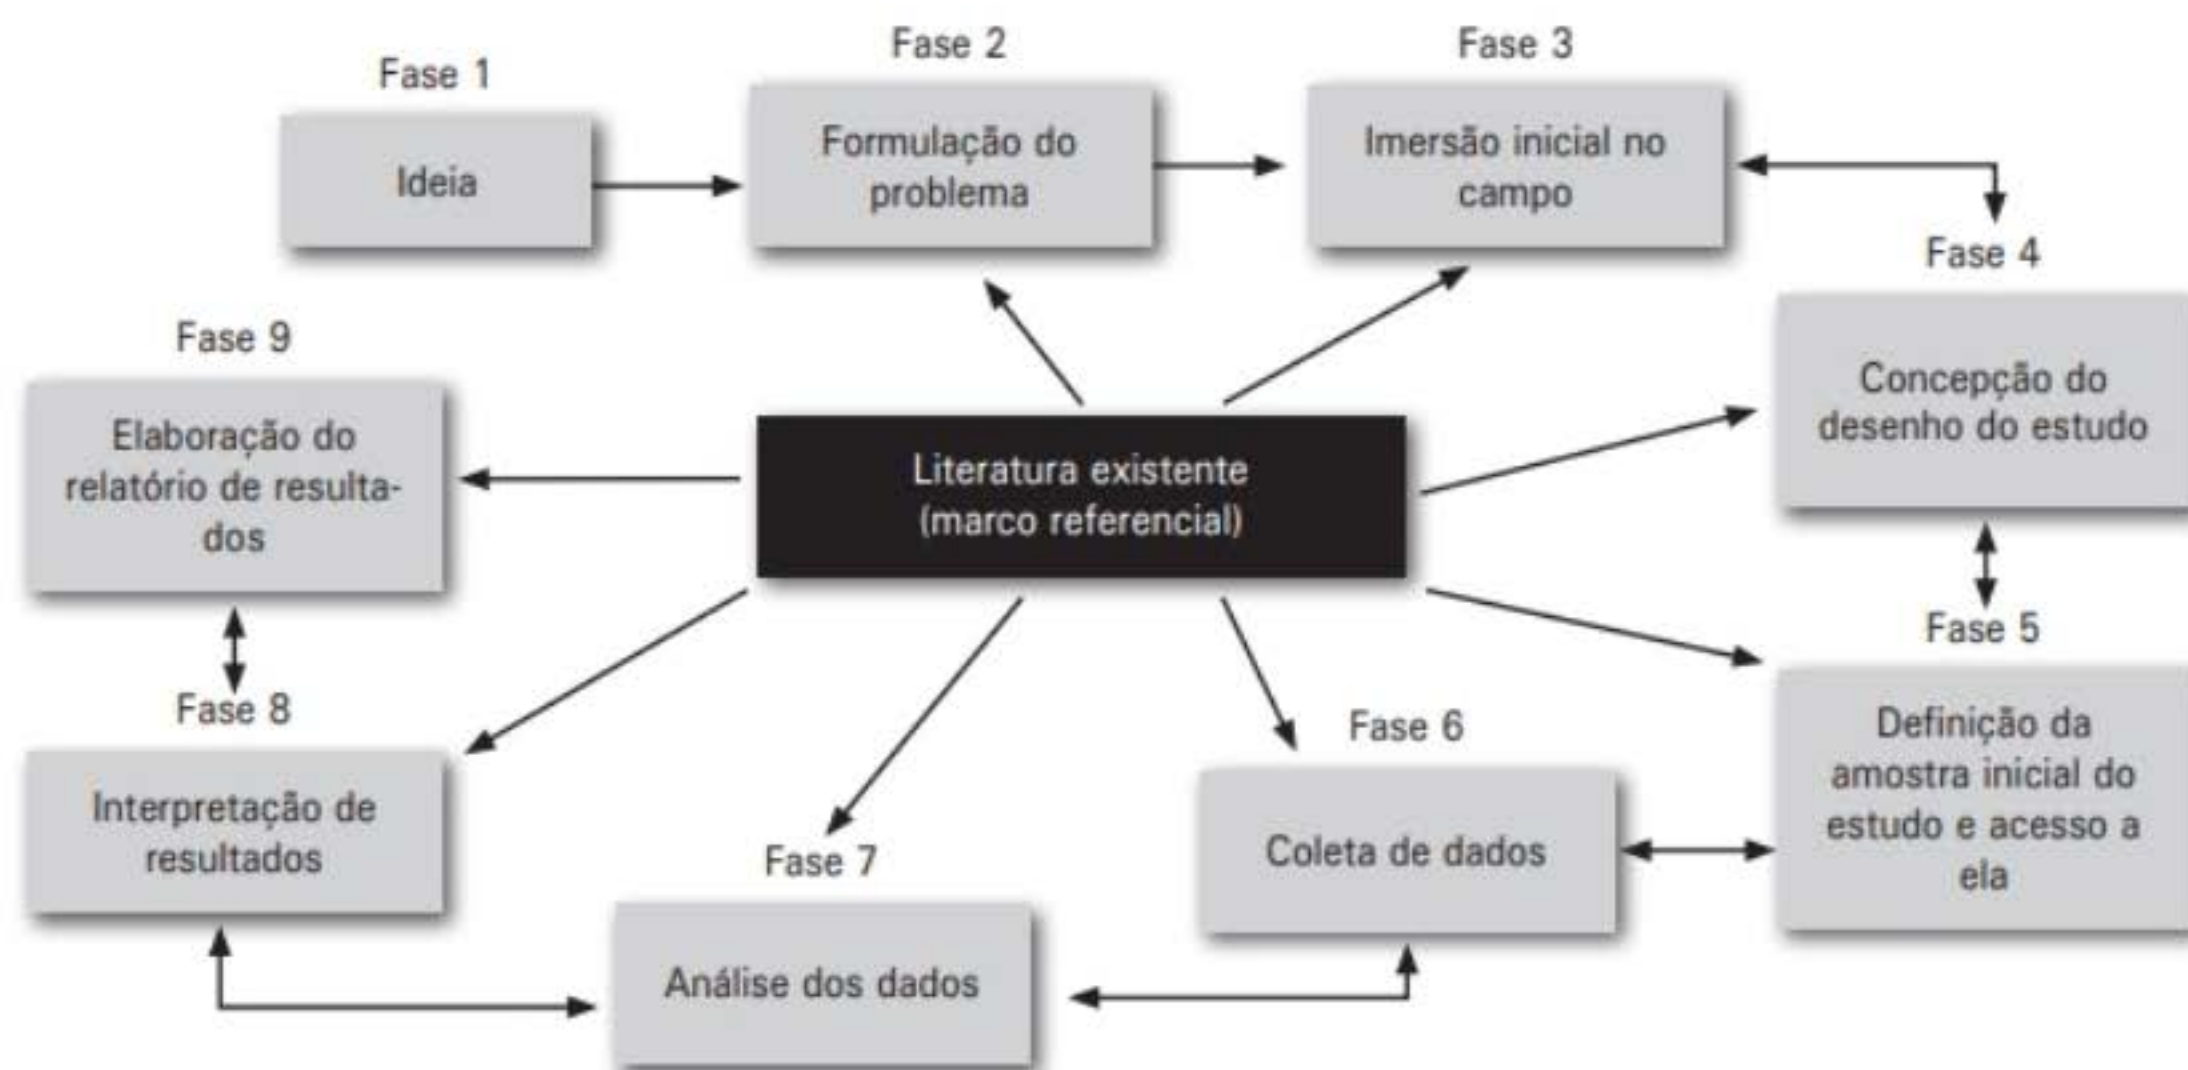 Fase 1
Ideia
Fase 2
Formulação do
problema
Fase 3
Imersão inicial no
campo
Fase 4
Concepção do
desenho do estudo
Fase 5
Definição da
amostra inicial do
estudo e acesso a
ela
Fase 6
Coleta de dados
Fase 7
Análise dos dados
Fase 8
Interpretação de
resultados
Fase 9
Elaboração do
relatório de resulta-
dos
Literatura existente
(marco referencial)